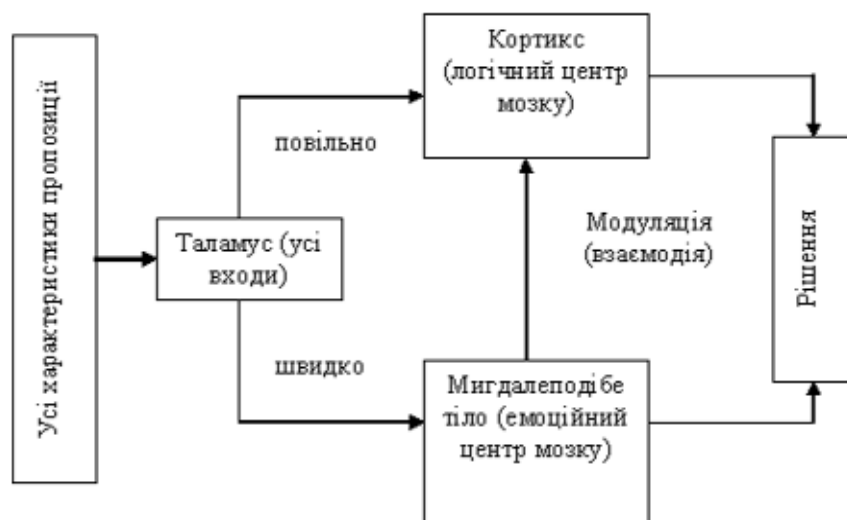 Усі характеристики пропозиції
Таламус (усі
входи)
повільно
швидко
Кортикс
(логічний центр
мозку)
Модуляція
(взаємодія)
Мигдалеподібе
тіло (емоційний
центр мозку)
Рішення